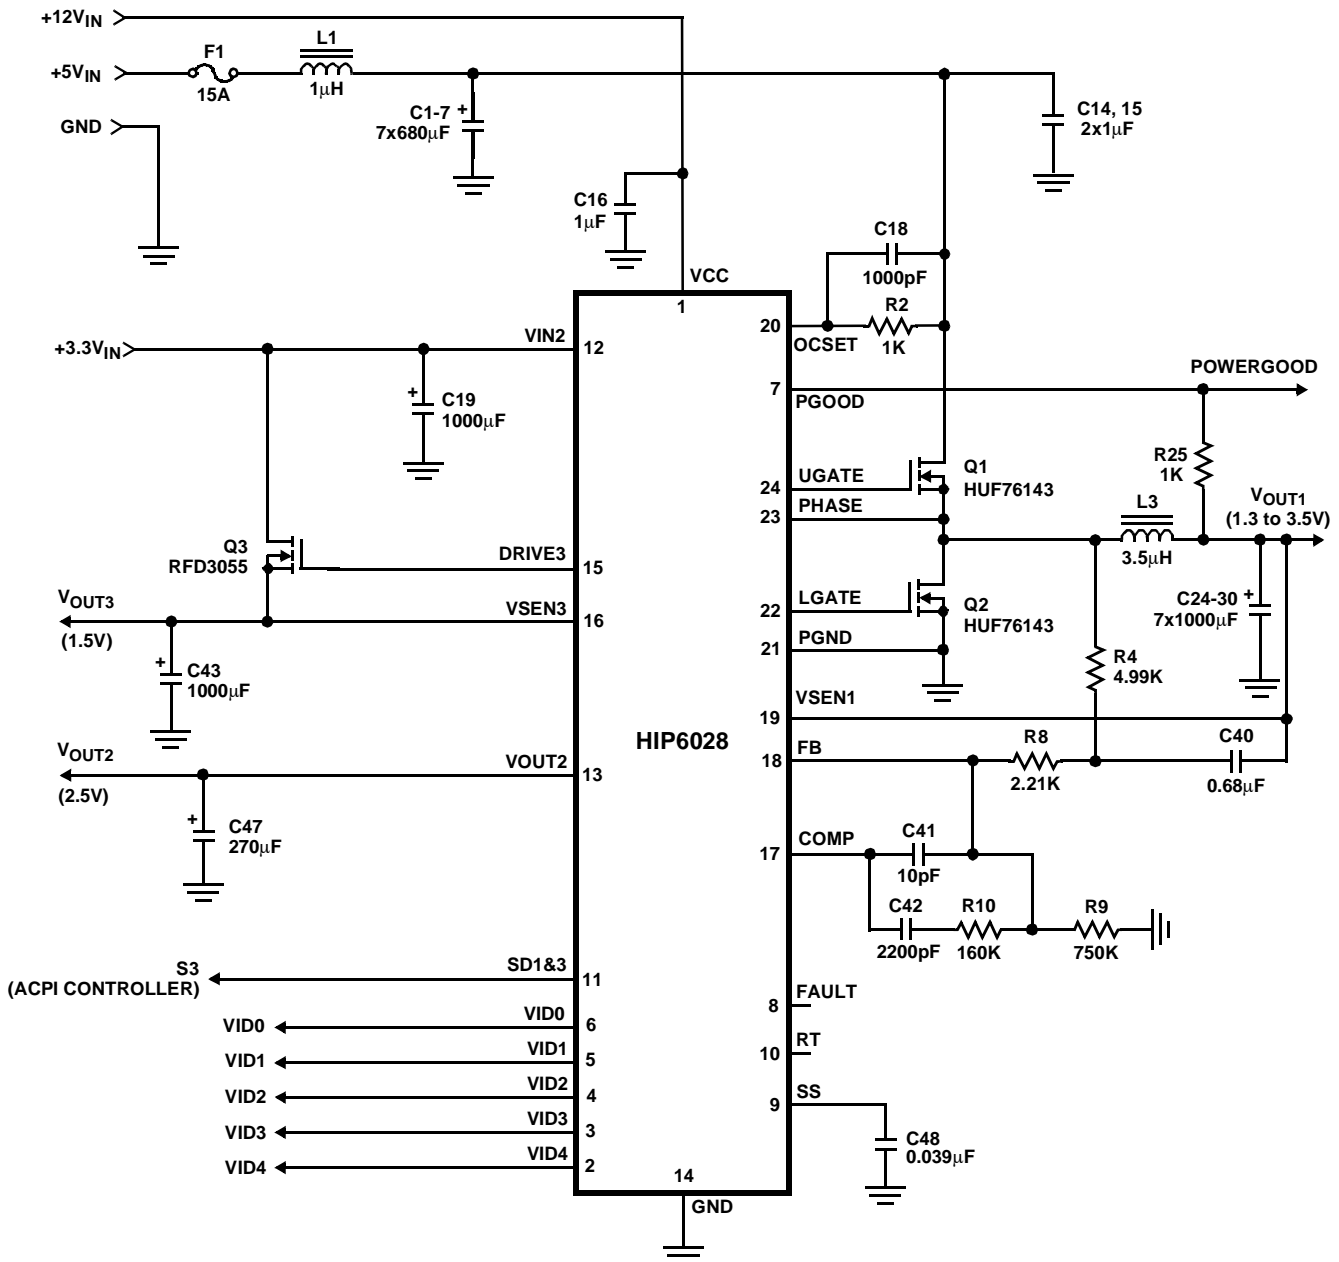 +12VIN
F1
L1
+5VIN
15A
1µH
C1-7
7x680µF
+
C14, 15
2x1µF
GND
C16
1µF
VCC
1
C18
1000pF
R2
1K
20
OCSET
+3.3VIN
VIN2
12
+
C19
1000µF
7
PGOOD
POWERGOOD
R25
1K
Q3
RFD3055
DRIVE3
15
UGATE
24
PHASE
23
Q1
HUF76143
L3
3.5µH
VOUT1
(1.3 to 3.5V)
VOUT3
(1.5V)
VSEN3
16
LGATE
22
PGND
21
Q2
HUF76143
C24-30
7x1000µF
+
+
C43
1000µF
R4
4.99K
VSEN1
19
HIP6028
VOUT2
(2.5V)
VOUT2
13
FB
18
R8
2.21K
C40
0.68µF
+
C47
270µF
COMP
17
C41
10pF
C42
2200pF
R10
160K
R9
750K
S3
(ACPI CONTROLLER)
SD1&3
11
FAULT
8
VID0
VID0
6
RT
10
VID1
VID1
5
VID2
VID2
4
SS
9
VID3
VID3
3
C48
0.039µF
VID4
VID4
2
14
GND